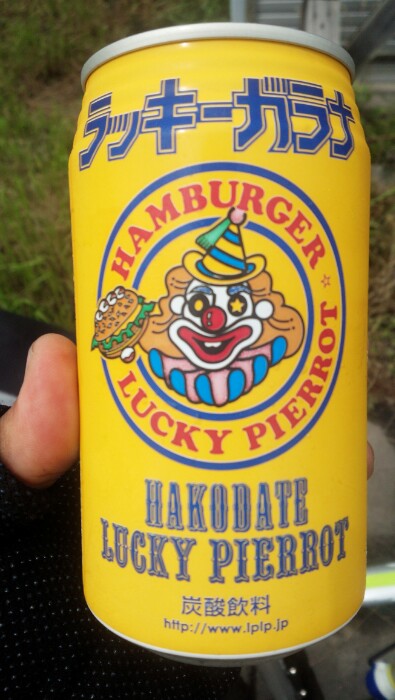 ラッキーガラナ
HAMBURGER ☆
LUCKY PIERROT
HAKODATE
LUCKY PIERROT
炭酸飲料
http://www.lplp.jp